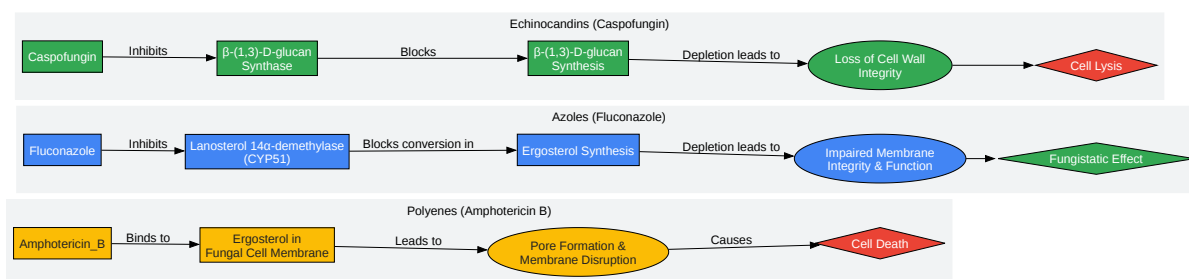 Echinocandins (Caspofungin)
Caspofungin
Inhibits
β-(1,3)-D-glucan
Synthase
Blocks
β-(1,3)-D-glucan
Synthesis
Depletion leads to
Loss of Cell Wall
Integrity
Cell Lysis
Azoles (Fluconazole)
Fluconazole
Inhibits
Lanosterol 14α-demethylase
(CYP51)
Blocks conversion in
Ergosterol Synthesis
Depletion leads to
Impaired Membrane
Integrity & Function
Fungistatic Effect
Polyenes (Amphotericin B)
Amphotericin_B
Binds to
Ergosterol in
Fungal Cell Membrane
Leads to
Pore Formation &
Membrane Disruption
Causes
Cell Death